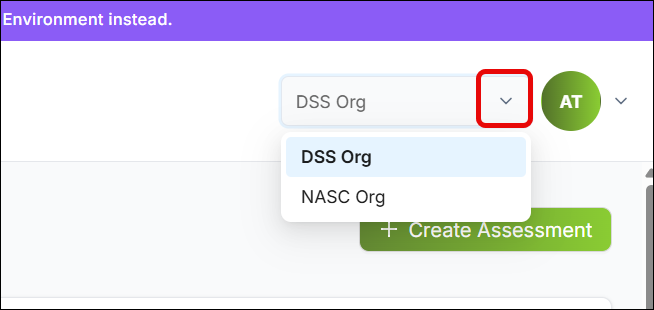 Environment instead.
DSS Org
AT
DSS Org
NASC Org
+ Create Assessment